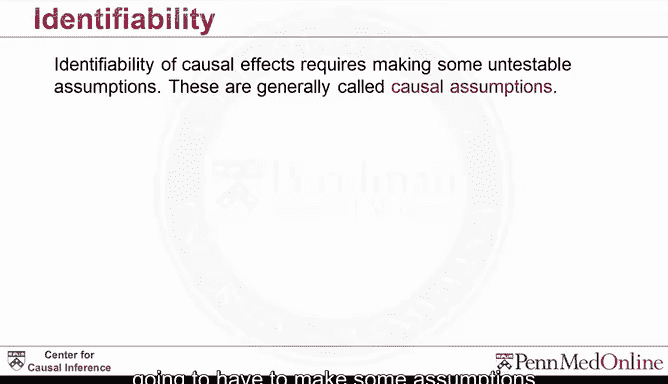 Identifiability
Identifiability of causal effects requires making some untestable
assumptions. These are generally called causal assumptions.
Center for
Causal Inference
PennMedOnline
going to have to make some assumptions